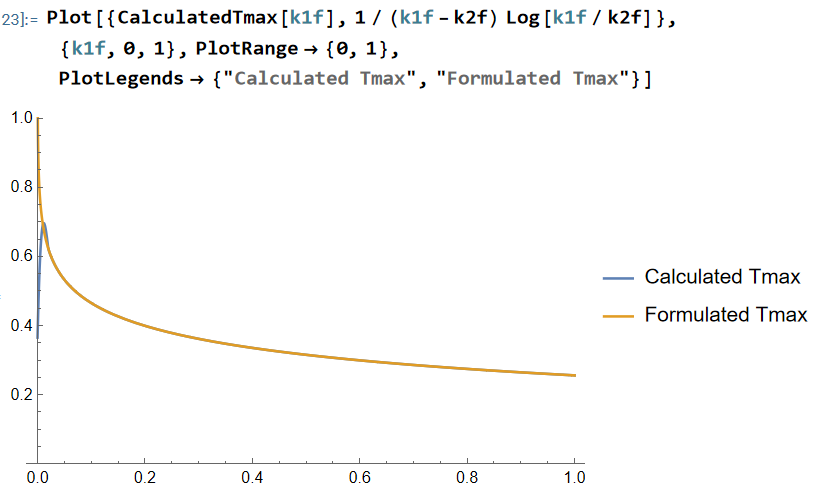 23]:= Plot[{CalculatedTmax[k1f], 1 / (k1f - k2f) Log[k1f / k2f]},
{k1f, 0, 1}, PlotRange → {0, 1},
PlotLegends → {"Calculated Tmax", "Formulated Tmax"}]
1.0
0.8
0.6
0.4
0.2
0.0 0.2 0.4 0.6 0.8 1.0
Calculated Tmax
Formulated Tmax